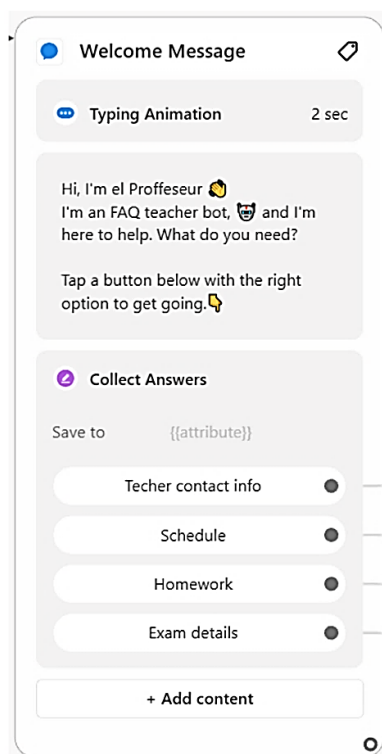 Welcome Message
Typing Animation 2 sec
Hi, I'm el Proffeseur 👋
I'm an FAQ teacher bot, 🤖 and I'm
here to help. What do you need?
Tap a button below with the right
option to get going.👇
Collect Answers
Save to {{attribute}}
Techer contact info
Schedule
Homework
Exam details
+ Add content